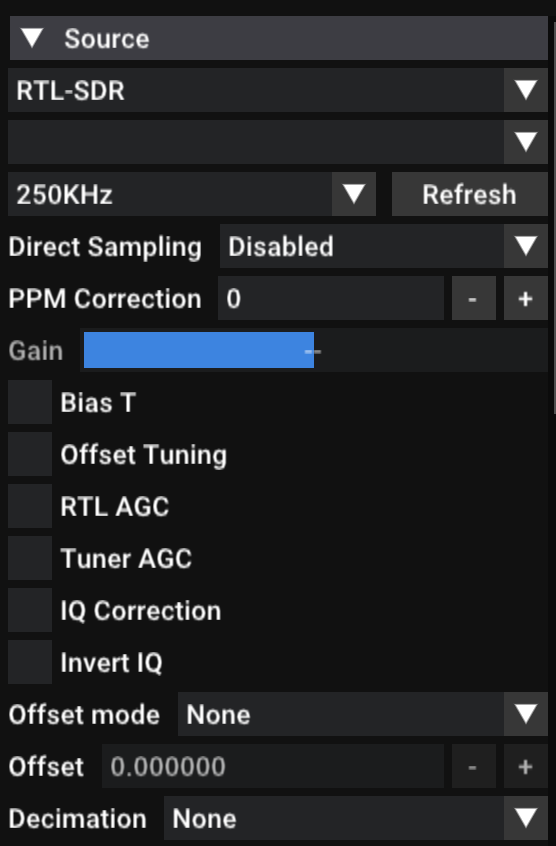 Source
RTL-SDR
250KHz Refresh
Direct Sampling Disabled
PPM Correction 0 - +
Gain --
Bias T
Offset Tuning
RTL AGC
Tuner AGC
IQ Correction
Invert IQ
Offset mode None
Offset 0.000000 - +
Decimation None